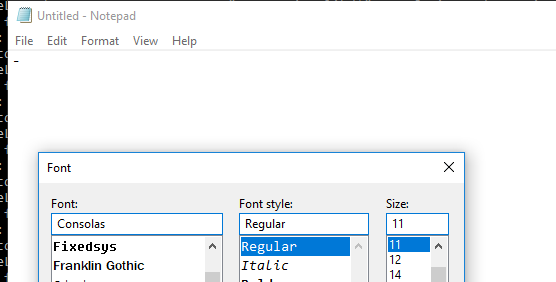 Untitled - Notepad
File Edit Format View Help
-
Font
Font: Font style: Size:
Consolas Regular 11
Fixedsys Regular 11
Franklin Gothic Italic 12
14